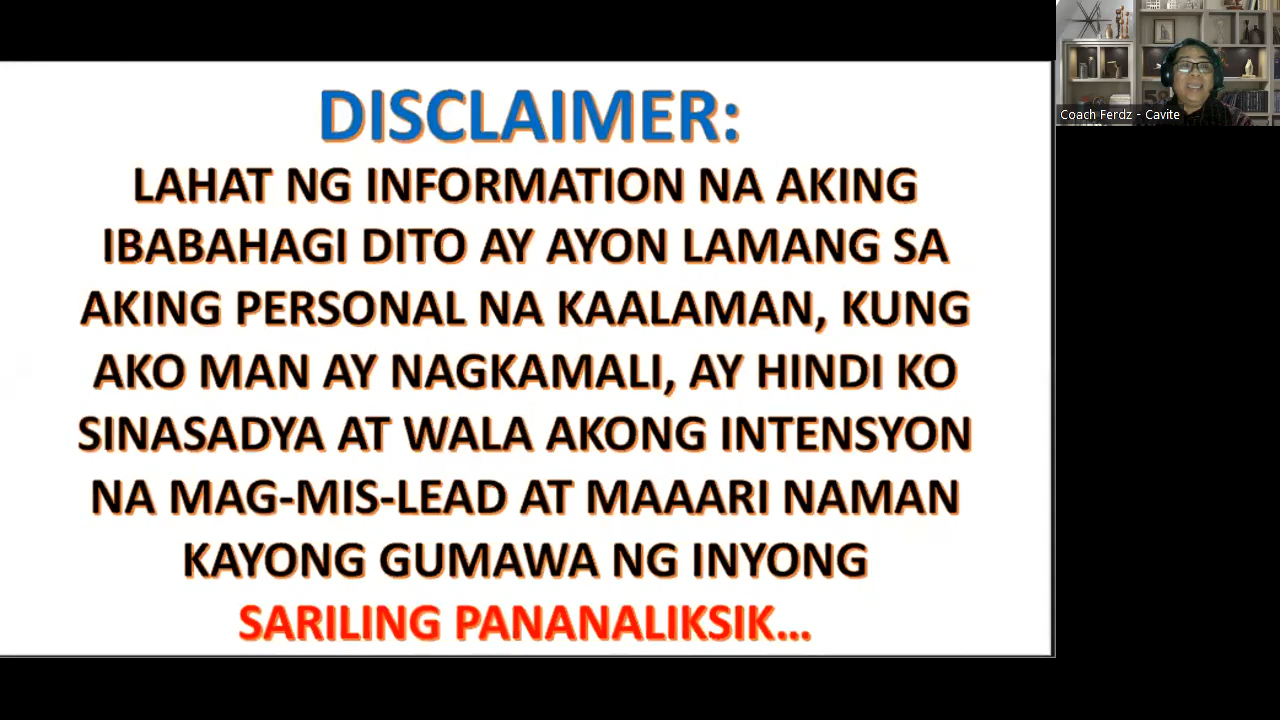 DISCLAIMER:
LAHAT NG INFORMATION NA AKING
IBABAHAGI DITO AY AYON LAMANG SA
AKING PERSONAL NA KAALAMAN, KUNG
AKO MAN AY NAGKAMALI, AY HINDI KO
SINASADYA AT WALA AKONG INTENSYON
NA MAG-MIS-LEAD AT MAAARI NAMAN
KAYONG GUMAWA NG INYONG
SARILING PANANALIKSIK...
Coach Ferdz - Cavite